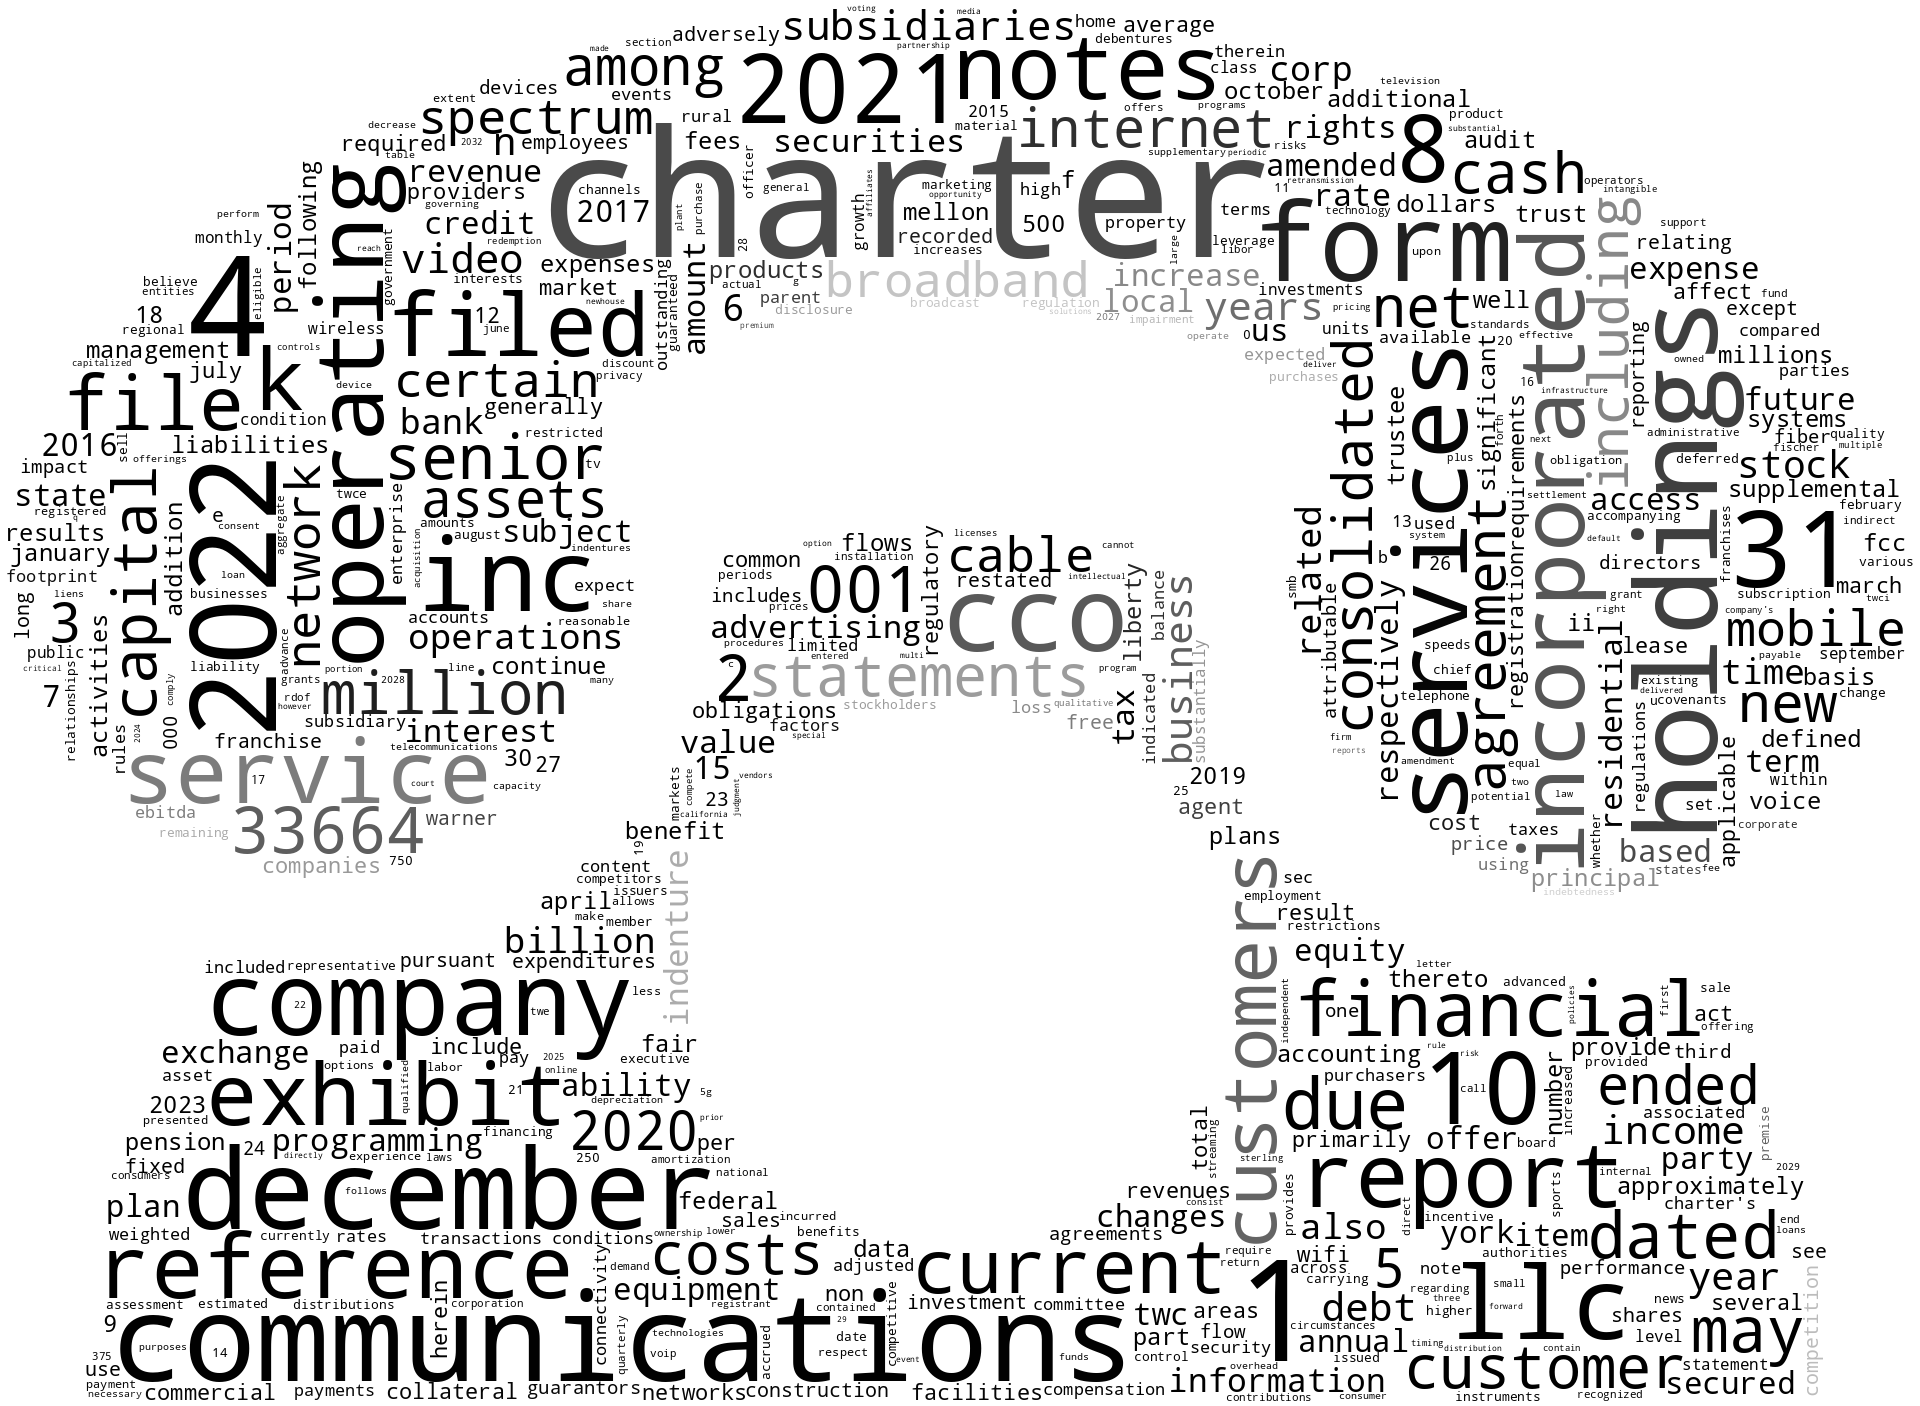 voting media
subsidiaries home average
adversely debentures
made section partnership therein
among 2021 notes class corp
devices events october television
extent spectrum rural 2015 offers programs additional product
decrease required 2032 n employees fees securities material internet rights 8 substantial audit
table revenue officer supplementary periodic risks amended cash
following operating providers charter channels general marketing high f 11 retransmission operators
perform period governing credit 2017 plant purchase growth affiliates opportunity mellon 500 property terms rate dollars trust intangible
monthly reach video redemption 28 recorded increases large leverage libor technology form upon incorporated including support
believe entities 4 eligible government interests expenses outstanding amount products broadband increase investments relating
18 regional wireless filed 12 june market newhouse guaranteed actual g 6 parent disclosure broadcast regulation solutions local 2027 years pricing net well expense
management controls discount premium impairment operate 0 us units standards affect fund
capitalized july k device certain privacy expected deliver available 20 effective except
file condition bank generally purchases consolidated services significant 16 infrastructure reporting holdings owned compared
2016 sell liabilities senior restricted trustee forth next administrative millions parties
impact offerings tv plus requirements obligation deferred future systems
state capital 2022 network twce assets settlement access fiber quality fischer multiple
registered q e consent aggregate enterprise amounts subject option flows cable cannot related 13 used system accompanying stock supplemental
results january addition loan august acquisition inc indentures common installation licenses b 26 agreement registration default february indirect
footprint liens businesses expect periods 001 restated intellectual liberty balance smb directors 31 fcc various
long 3 accounts share includes prices regulatory cco business respectively right grant franchises subscription march twci
public activities liability advance operations reasonable advertising attributable speeds ii company's mobile
critical 7 comply grants portion line continue procedures limited entered multi program chief residential lease payable september
relationships 000 rdof however million 2028 many 2 c statements telephone existing delivered time basis
rules 2024 subsidiary interest obligations stockholders loss qualitative free tax indicated substantially u covenants new change
franchise telecommunications factors special value firm reports amendment equal regulations defined
service 17 court 30 27 capacity markets compete 15 vendors 2019 two potential law applicable term within
ebitda 33664 warner 23 judgment california 25 agent cost taxes whether set voice
remaining companies 750 benefit 19 plans price using based corporate
content competitors issuers indenture customers sec principal indebtedness states fee
april allows make member employment result restrictions
billion equity letter
included representative pursuant expenditures thereto advanced sale
company 22 twe less independent financial policies first act offering
exchange paid include fair one
asset options labor pay 2025 online executive accounting rule risk provide third
exhibit qualified 21 ability 5g purchasers call provided
2023 presented depreciation due 10 number increased ended
pension 24 programming financing 2020 prior per total primarily offer board associated premise
fixed consumers directly experience laws 250 amortization streaming sterling income
plan december follows national report internal party 2029
weighted federal revenues consist sports approximately
currently rates transactions conditions ownership sales lower incurred benefits changes provides also direct incentive charter's
reference costs data adjusted agreements require return york item dated end loans
demand authorities see
assessment estimated distributions corporation connectivity equipment registrant non current wifi across carrying 5 note regarding performance year
9 herein contained investment committee twc areas 1 debt three higher llc small forward shares news several
communications technologies 29 date competitive part flow circumstances level may competition
purposes 14 quarterly voip accrued respect event funds control security annual timing distribution contain statement
375 use overhead issued customer
payment necessary commercial payments collateral guarantors networks construction facilities compensation information contributions consumer instruments recognized secured